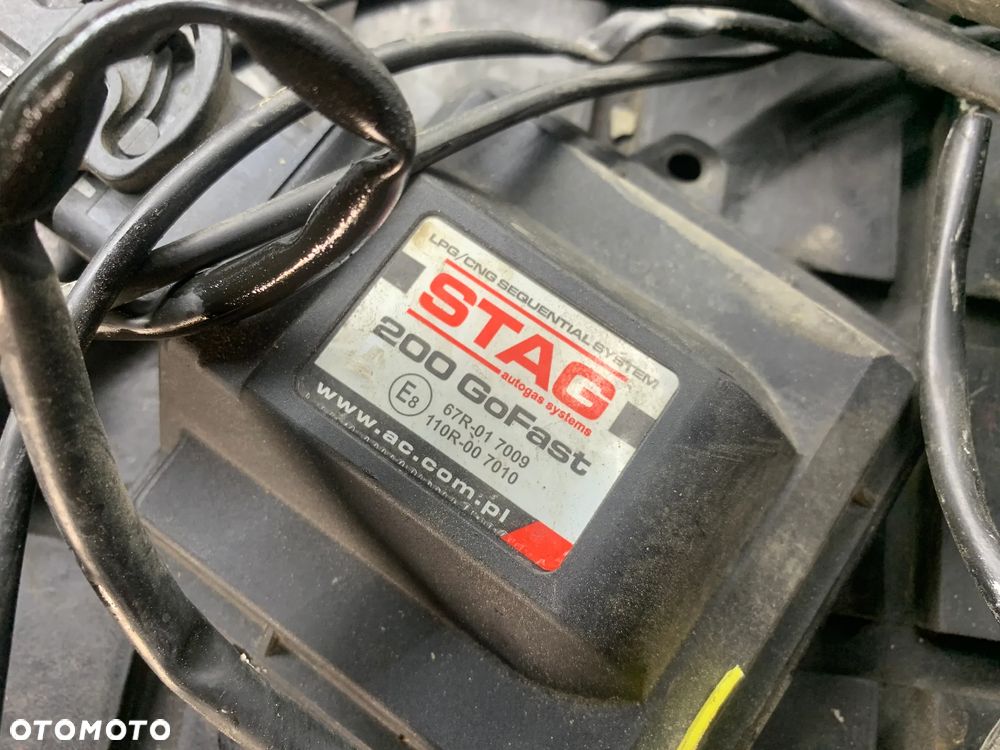 LPG/CNG SEQUENTIAL SYSTEM
STAG
autogas systems
200 GoFast
E8
67R-01 7009
110R-00 7010
www.ac.com.pl
OTOMOTO